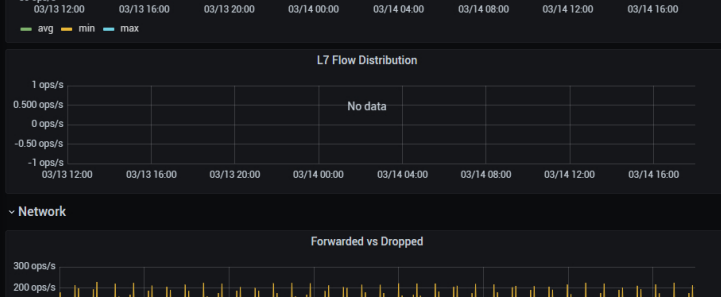 03/13 12:00 03/13 16:00 03/13 20:00 03/14 00:00 03/14 04:00 03/14 08:00 03/14 12:00 03/14 16:00
avg min max
L7 Flow Distribution
1 ops/s
0.500 ops/s
No data
0 ops/s
-0.50 ops/s
-1 ops/s
03/13 12:00 03/13 16:00 03/13 20:00 03/14 00:00 03/14 04:00 03/14 08:00 03/14 12:00 03/14 16:00
Network
Forwarded vs Dropped
300 ops/s
200 ops/s